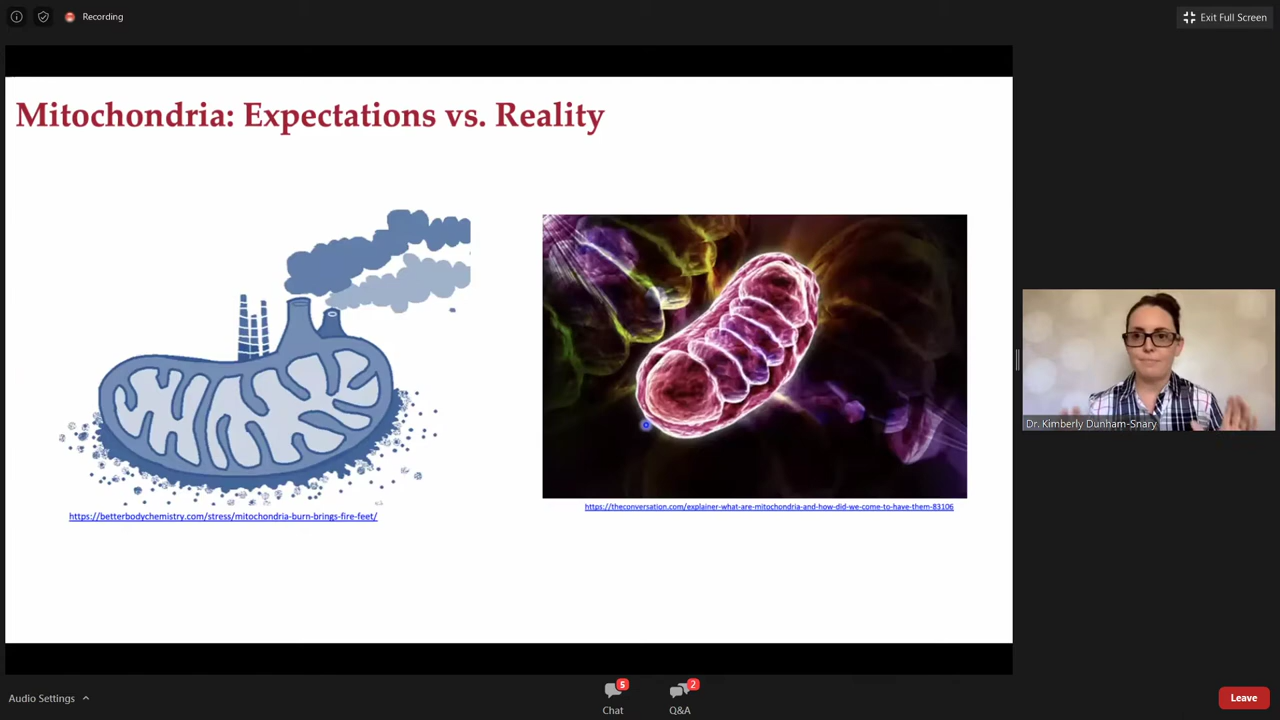 Recording
Exit Full Screen
Mitochondria: Expectations vs. Reality
https://betterbodychemistry.com/stress/mitochondria-burn-brings-fire-feet/
https://theconversation.com/explainer-what-are-mitochondria-and-how-did-we-come-to-have-them-83106
Dr. Kimberly Dunham-Snary
Audio Settings
5
Chat
2
Q&A
Leave